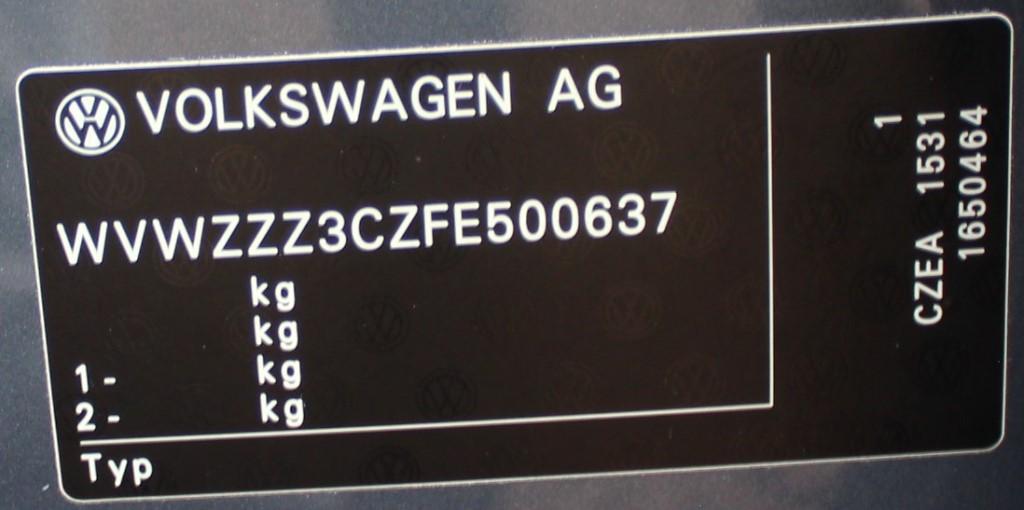 VOLKSWAGEN AG
WVWZZZ3CZFE500637
kg
kg
1- kg
2- kg
Typ
1
CZEA 1531
1650464